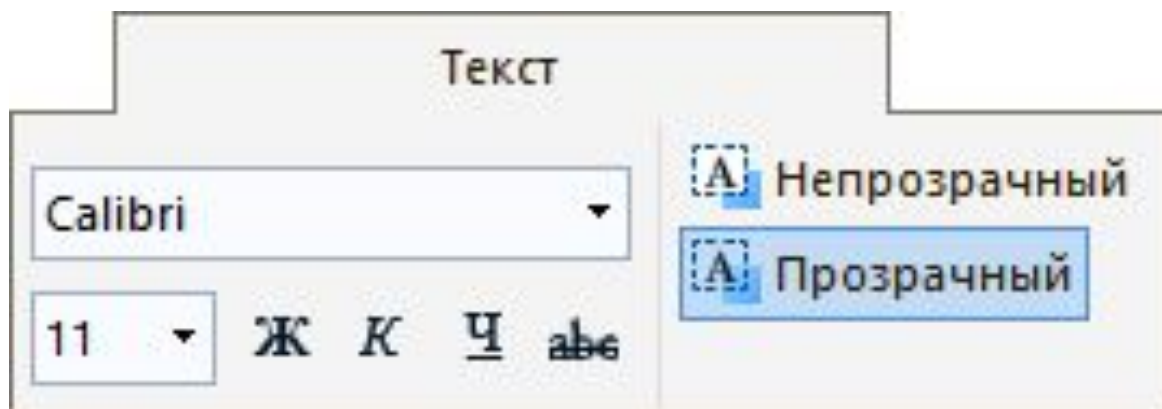 Текст
Calibri
11 Ж К Ч abc
Непрозрачный
Прозрачный